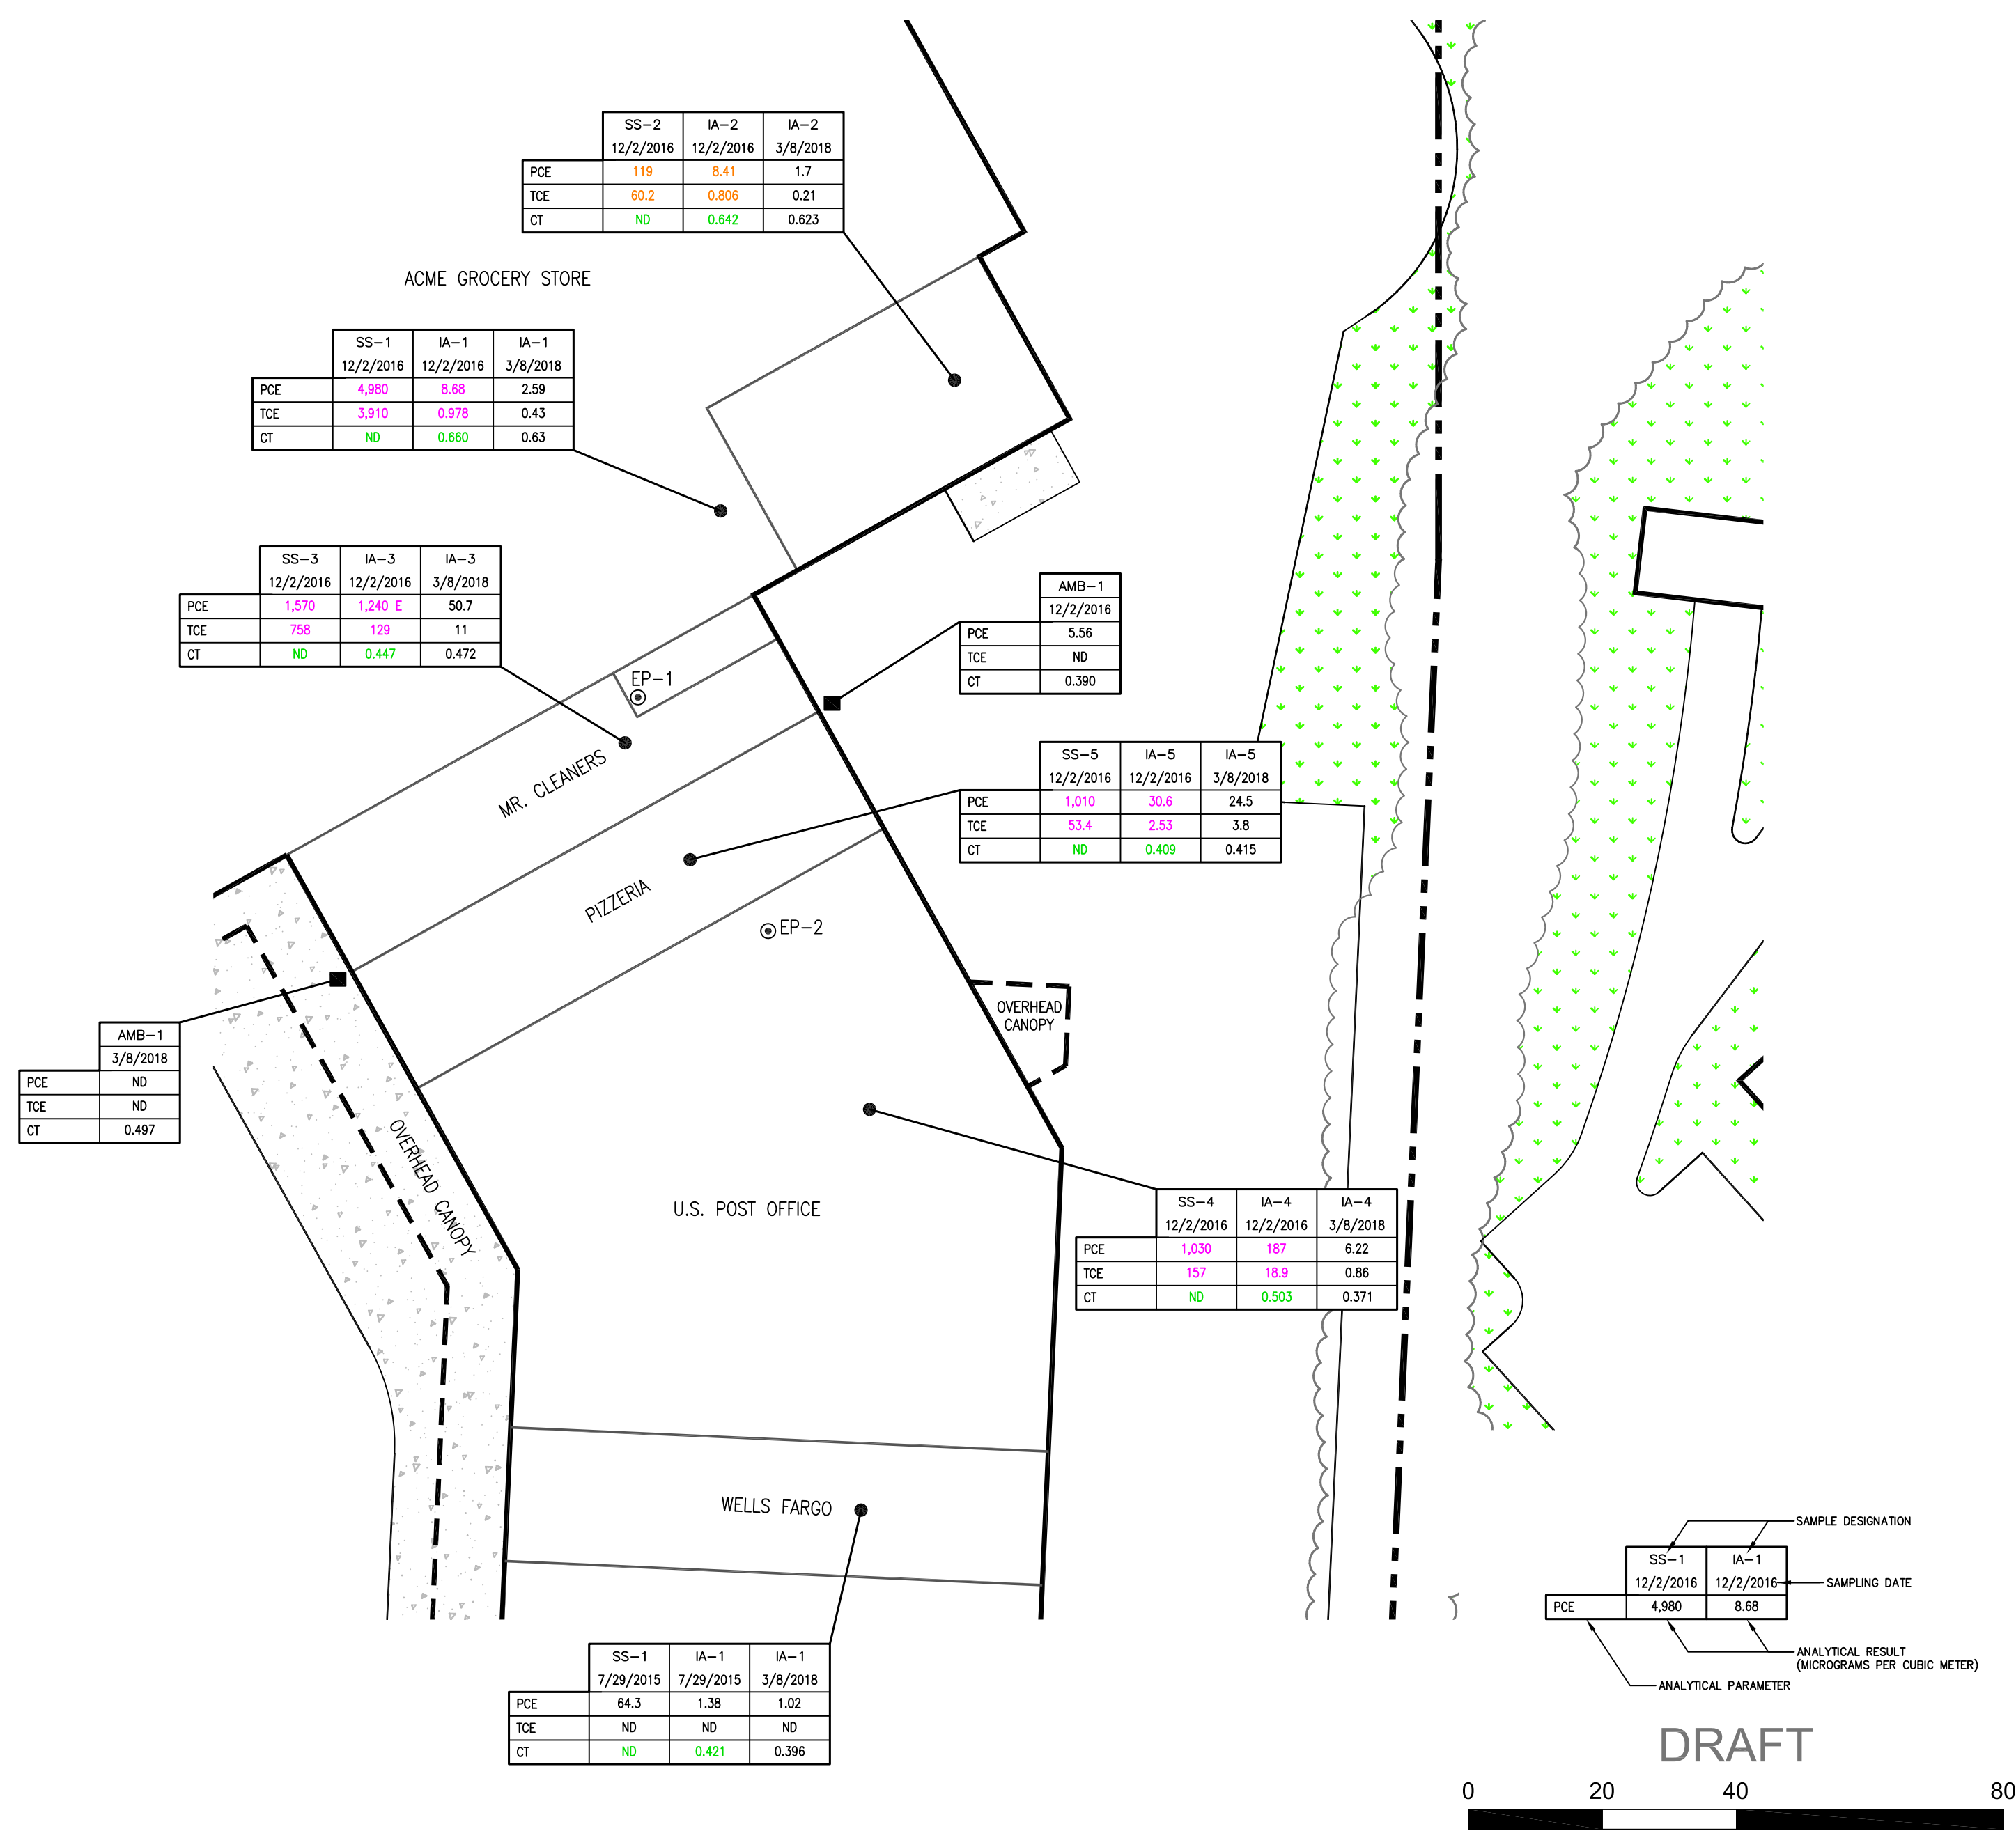 SS-2 IA-2 IA-2
12/2/2016 12/2/2016 3/8/2018
PCE 119 8.41 1.7
TCE 60.2 0.806 0.21
CT ND 0.642 0.623
ACME GROCERY STORE
SS-1 IA-1 IA-1
12/2/2016 12/2/2016 3/8/2018
PCE 4,980 8.68 2.59
TCE 3,910 0.978 0.43
CT ND 0.660 0.63
SS-3 IA-3 IA-3
12/2/2016 12/2/2016 3/8/2018
PCE 1,570 1,240 E 50.7
TCE 758 129 11
CT ND 0.447 0.472
AMB-1
12/2/2016
PCE 5.56
TCE ND
CT 0.390
EP-1
MR. CLEANERS
SS-5 IA-5 IA-5
12/2/2016 12/2/2016 3/8/2018
PCE 1,010 30.6 24.5
TCE 53.4 2.53 3.8
CT ND 0.409 0.415
PIZZERIA
EP-2
OVERHEAD
CANOPY
AMB-1
3/8/2018
PCE ND
TCE ND
CT 0.497
OVERHEAD CANOPY
U.S. POST OFFICE
SS-4 IA-4 IA-4
12/2/2016 12/2/2016 3/8/2018
PCE 1,030 187 6.22
TCE 157 18.9 0.86
CT ND 0.503 0.371
WELLS FARGO
SS-1 IA-1 IA-1
7/29/2015 7/29/2015 3/8/2018
PCE 64.3 1.38 1.02
TCE ND ND ND
CT ND 0.421 0.396
SAMPLE DESIGNATION
SS-1 IA-1
12/2/2016 12/2/2016
SAMPLING DATE
PCE 4,980 8.68
ANALYTICAL RESULT
(MICROGRAMS PER CUBIC METER)
ANALYTICAL PARAMETER
DRAFT
0 20 40 80